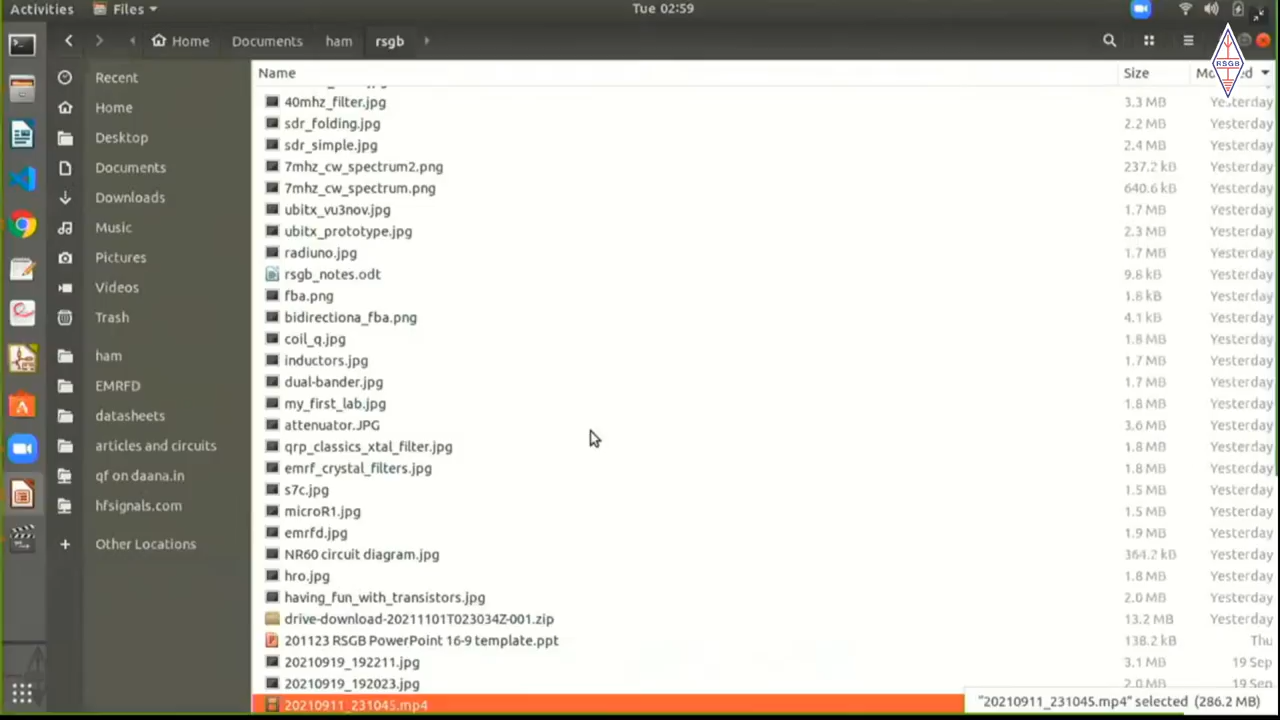 Activities Files Tue 02:59
Home Documents ham rsgb
RSGB
Name Size
Recent
Home
Desktop
Documents
Downloads
Music
Pictures
Videos
Trash
ham
EMRFD
datasheets
articles and circuits
qf on daana.in
hfsignals.com
Other Locations
40mhz_filter.jpg 3.3 MB Yesterday
sdr_folding.jpg 2.2 MB Yesterday
sdr_simple.jpg 2.4 MB Yesterday
7mhz_cw_spectrum2.png 237.2 kB Yesterday
7mhz_cw_spectrum.png 640.6 kB Yesterday
ubitx_vu3nov.jpg 1.7 MB Yesterday
ubitx_prototype.jpg 2.3 MB Yesterday
radiuno.jpg 1.7 MB Yesterday
rsgb_notes.odt 9.8 kB Yesterday
fba.png 1.8 kB Yesterday
bidirectiona_fba.png 4.1 kB Yesterday
coil_q.jpg 1.8 MB Yesterday
inductors.jpg 1.7 MB Yesterday
dual-bander.jpg 1.7 MB Yesterday
my_first_lab.jpg 1.8 MB Yesterday
attenuator.JPG 3.6 MB Yesterday
qrp_classics_xtal_filter.jpg 1.8 MB Yesterday
emrf_crystal_filters.jpg 1.8 MB Yesterday
s7c.jpg 1.5 MB Yesterday
microR1.jpg 1.5 MB Yesterday
emrfd.jpg 1.9 MB Yesterday
NR60 circuit diagram.jpg 364.2 kB Yesterday
hro.jpg 1.8 MB Yesterday
having_fun_with_transistors.jpg 2.0 MB Yesterday
drive-download-20211101T023034Z-001.zip 13.2 MB Yesterday
201123 RSGB PowerPoint 16-9 template.ppt 138.2 kB Thu
20210919_192211.jpg 3.1 MB 19 Sep
20210919_192023.jpg 2.0 MB 19 Sep
20210911_231045.mp4
"20210911_231045.mp4" selected (286.2 MB)